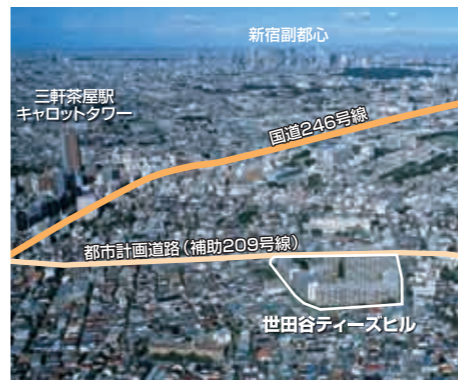 新宿副都心
三軒茶屋駅
キャロットタワー
国道246号線
都市計画道路（補助209号線）
世田谷ティーズヒル